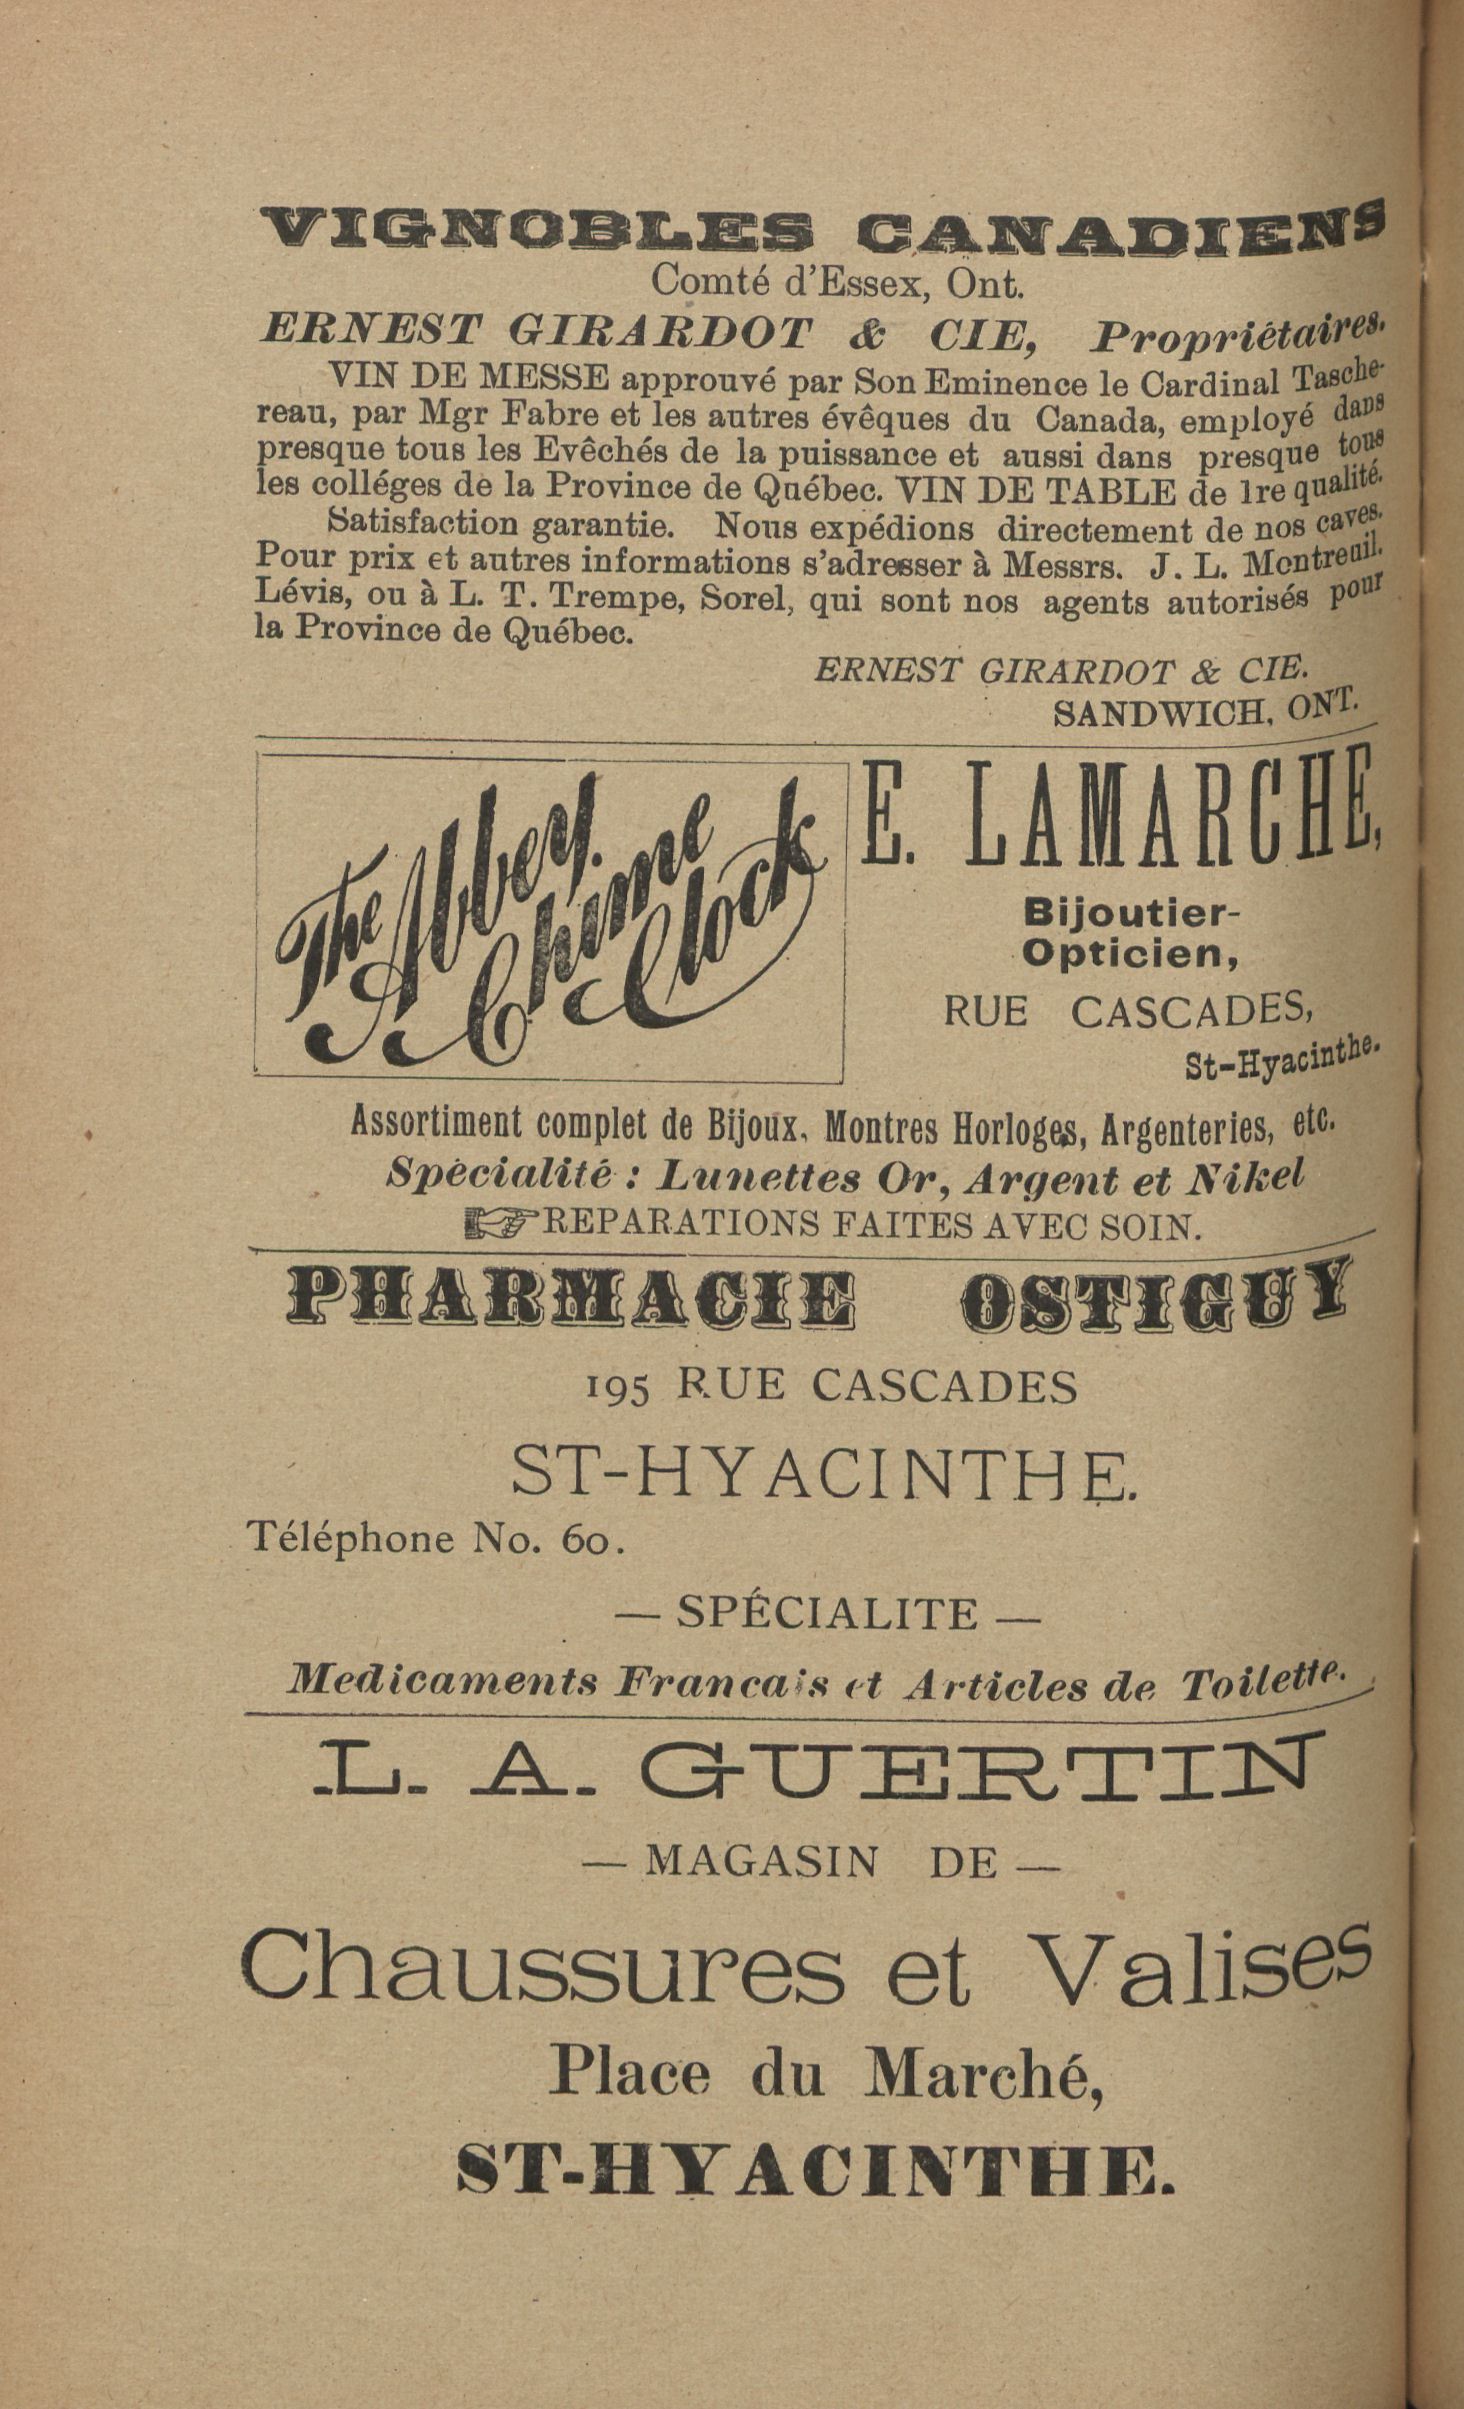 VIGNOBLES CANADIENS
Comté d'Essex, Ont.
ERNEST GIRARDOT & CIE, Propriétaires.
VIN DE MESSE approuvé par Son Eminence le Cardinal Tasche-
reau, par Mgr Fabre et les autres évêques du Canada, employé dans
presque tous les Evêchés de la puissance et aussi dans presque tous
les colléges de la Province de Québec. VIN DE TABLE de 1re qualité.
Satisfaction garantie. Nous expédions directement de nos caves.
Pour prix et autres informations s'adresser à Messrs. J. L. Montreuil.
Lévis, ou à L. T. Trempe, Sorel, qui sont nos agents autorisés pour
la Province de Québec.
ERNEST GIRARDOT & CIE.
SANDWICH, ONT.
The Abbey.
Chime
Clock
E. LAMARCHE,
Bijoutier-
Opticien,
RUE CASCADES,
St-Hyacinthe.
Assortiment complet de Bijoux, Montres Horloges, Argenteries, etc.
Spècialité : Lunettes Or, Argent et Nikel
☞REPARATIONS FAITES AVEC SOIN.
PHARMACIE OSTIGUY
195 RUE CASCADES
ST-HYACINTHE.
Téléphone No. 60.
— SPÉCIALITE —
Medicaments Francais et Articles de Toilette.
L. A. GUERTIN
— MAGASIN DE —
Chaussures et Valises
Place du Marché,
ST-HYACINTHE.